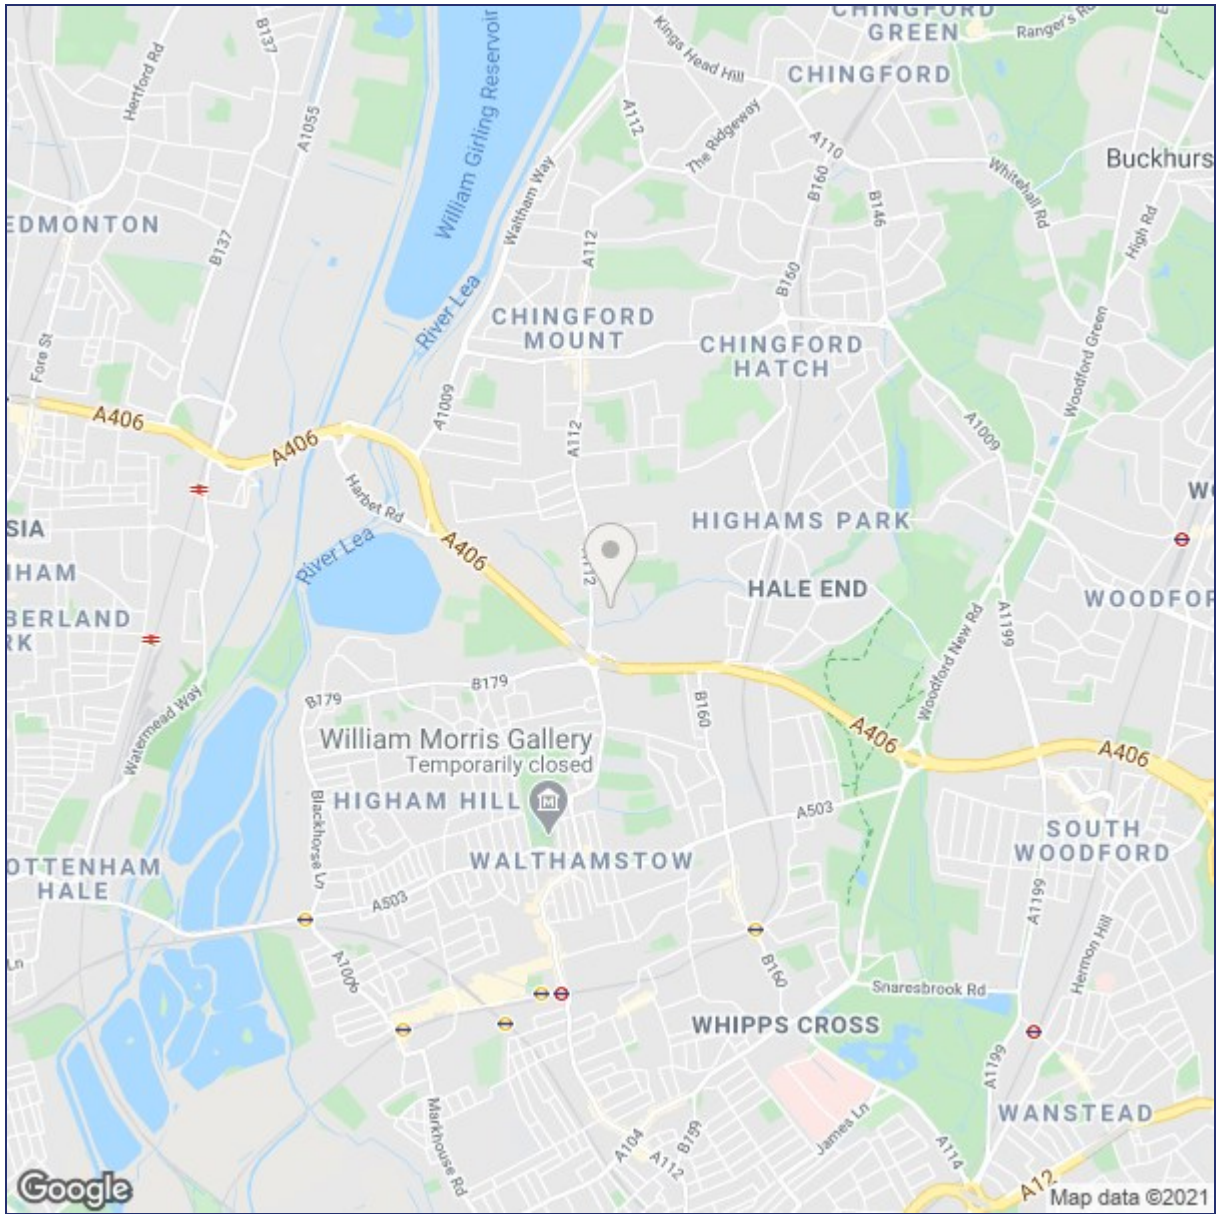 CHINGFORD
GREEN
Ranger's Rd
Kings Head Hill
B137
Hertford Rd
A1055
William Girling Reservoir
CHINGFORD
A112
The Ridgeway
A110
B160
Waltham Way
Buckhurs
Whitehall Rd
B146
High Rd
EDMONTON
B137
A112
B160
River Lea
CHINGFORD
MOUNT
CHINGFORD
HATCH
Woodford Green
Fore St
A406
A406
A1009
A112
A1009
Harbet Rd
SIA
HIGHAMS PARK
River Lea
A406
A112
HAM
HALE END
WOODFOR
BERLAND
RK
A1199
Woodford New Rd
B179
B179
B160
Watermead Way
William Morris Gallery
Temporarily closed
A406
A406
HIGHAM HILL
A503
Blackhorse Ln
SOUTH
WOODFORD
WALTHAMSTOW
OTTENHAM
HALE
A503
A1199
Hermon Hill
Ln
A1006
B160
Snaresbrook Rd
WHIPPS CROSS
A1199
WANSTEAD
Markhouse Rd
A104
B159
James Ln
A112
A114
A12
Google
Map data ©2021